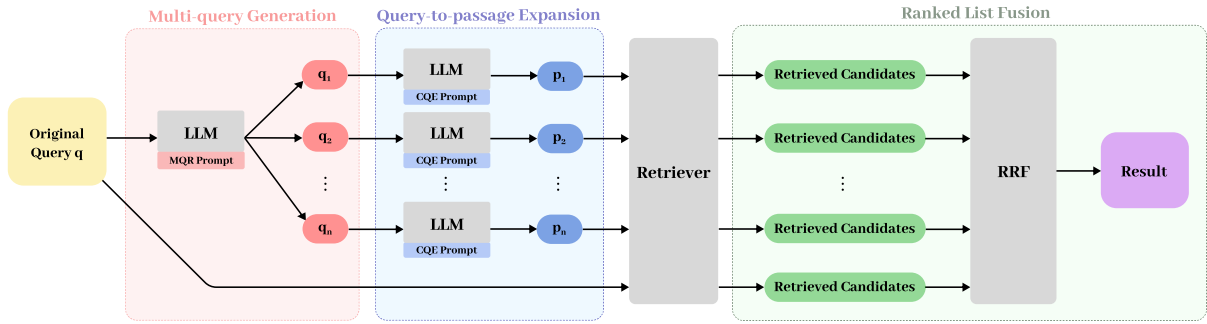 Multi-query Generation
Query-to-passage Expansion
Ranked List Fusion
Original
Query q
LLM
MQR Prompt
q1
q2
⋮
qn
LLM
CQE Prompt
LLM
CQE Prompt
⋮
LLM
CQE Prompt
p1
p2
⋮
pn
Retriever
Retrieved Candidates
Retrieved Candidates
⋮
Retrieved Candidates
Retrieved Candidates
RRF
Result